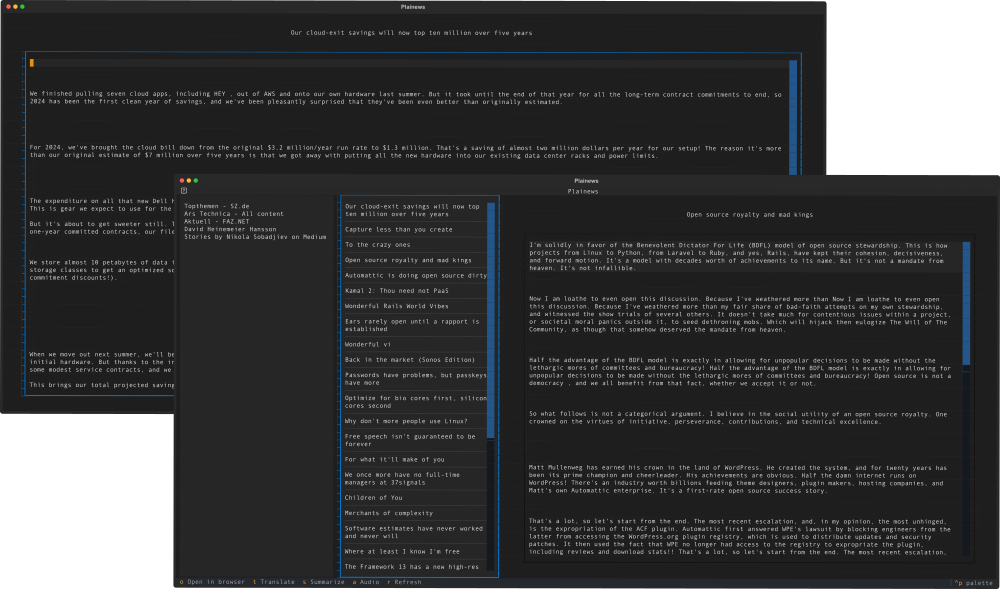 Plainews
Our cloud-exit savings will now top ten million over five years
We finished pulling seven cloud apps, including HEY , out of AWS and onto our own hardware last summer. But it took until the end of that year for all the long-term contract commitments to end, so
2024 has been the first clean year of savings, and we've been pleasantly surprised that they've been even better than originally estimated.
For 2024, we've brought the cloud bill down from the original $3.2 million/year run rate to $1.3 million. That's a saving of almost two million dollars per year for our setup! The reason it's more
than our original estimate of $7 million over five years is that we got away with putting all the new hardware into our existing data center racks and power limits.
The expenditure on all that new Dell h
This is gear we expect to use for the
But it's about to get sweeter still. T
one-year committed contracts, our file
We store almost 10 petabytes of data i
storage classes to get an optimized so
commitment discounts!).
When we move out next summer, we'll be
initial hardware. But thanks to the in
some modest service contracts, and we
This brings our total projected saving
Plainews
Plainews
Topthemen - SZ.de
Ars Technica - All content
Aktuell - FAZ.NET
David Heinemeier Hansson
Stories by Nikola Sobadjiev on Medium
Our cloud-exit savings will now top
ten million over five years
Capture less than you create
To the crazy ones
Open source royalty and mad kings
Automattic is doing open source dirty
Kamal 2: Thou need not PaaS
Wonderful Rails World Vibes
Ears rarely open until a rapport is
established
Wonderful vi
Back in the market (Sonos Edition)
Passwords have problems, but passkeys
have more
Optimize for bio cores first, silicon
cores second
Why don't more people use Linux?
Free speech isn't guaranteed to be
forever
For what it'll make of you
We once more have no full-time
managers at 37signals
Children of You
Merchants of complexity
Software estimates have never worked
and never will
Where at least I know I'm free
The Framework 13 has a new high-res
Open source royalty and mad kings
I'm solidly in favor of the Benevolent Dictator For Life (BDFL) model of open source stewardship. This is how
projects from Linux to Python, from Laravel to Ruby, and yes, Rails, have kept their cohesion, decisiveness,
and forward motion. It's a model with decades worth of achievements to its name. But it's not a mandate from
heaven. It's not infallible.
Now I am loathe to even open this discussion. Because I've weathered more than Now I am loathe to even open
this discussion. Because I've weathered more than my fair share of bad-faith attempts on my own stewardship,
and witnessed the show trials of several others. It doesn't take much for contentious issues within a project,
or societal moral panics outside it, to seed dethroning mobs. Which will hijack then eulogize The Will of The
Community, as though that somehow deserved the mandate from heaven.
Half the advantage of the BDFL model is exactly in allowing for unpopular decisions to be made without the
lethargic mores of committees and bureaucracy! Half the advantage of the BDFL model is exactly in allowing for
unpopular decisions to be made without the lethargic mores of committees and bureaucracy! Open source is not a
democracy , and we all benefit from that fact, whether we accept it or not.
So what follows is not a categorical argument. I believe in the social utility of an open source royalty. One
crowned on the virtues of initiative, perseverance, contributions, and technical excellence.
Matt Mullenweg has earned his crown in the land of WordPress. He created the system, and for twenty years has
been its prime champion and cheerleader. His achievements are obvious. Half the damn internet runs on
WordPress! There's an industry worth billions feeding theme designers, plugin makers, hosting companies, and
Matt's own Automattic enterprise. It's a first-rate open source success story.
That's a lot, so let's start from the end. The most recent escalation, and, in my opinion, the most unhinged,
is the expropriation of the ACF plugin. Automattic first answered WPE's lawsuit by blocking engineers from the
latter from accessing the WordPress.org plugin registry, which is used to distribute updates and security
patches. It then used the fact that WPE no longer had access to the registry to expropriate the plugin,
including reviews and download stats!! That's a lot, so let's start from the end. The most recent escalation,
o Open in browser t Translate s Summarize a Audio r Refresh
^p palette